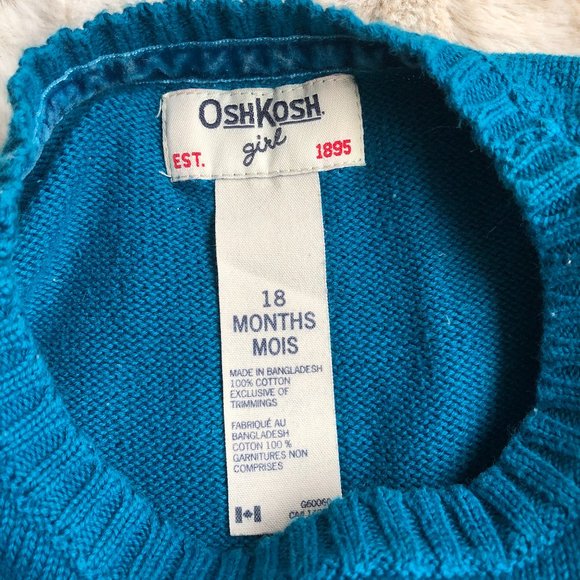 OSHKOSH
girl
EST. 1895
18
MONTHS
MOIS
MADE IN BANGLADESH
100% COTTON
EXCLUSIVE OF
TRIMMINGS
FABRIQUÉ AU
BANGLADESH
COTON 100 %
GARNITURES NON
COMPRISES